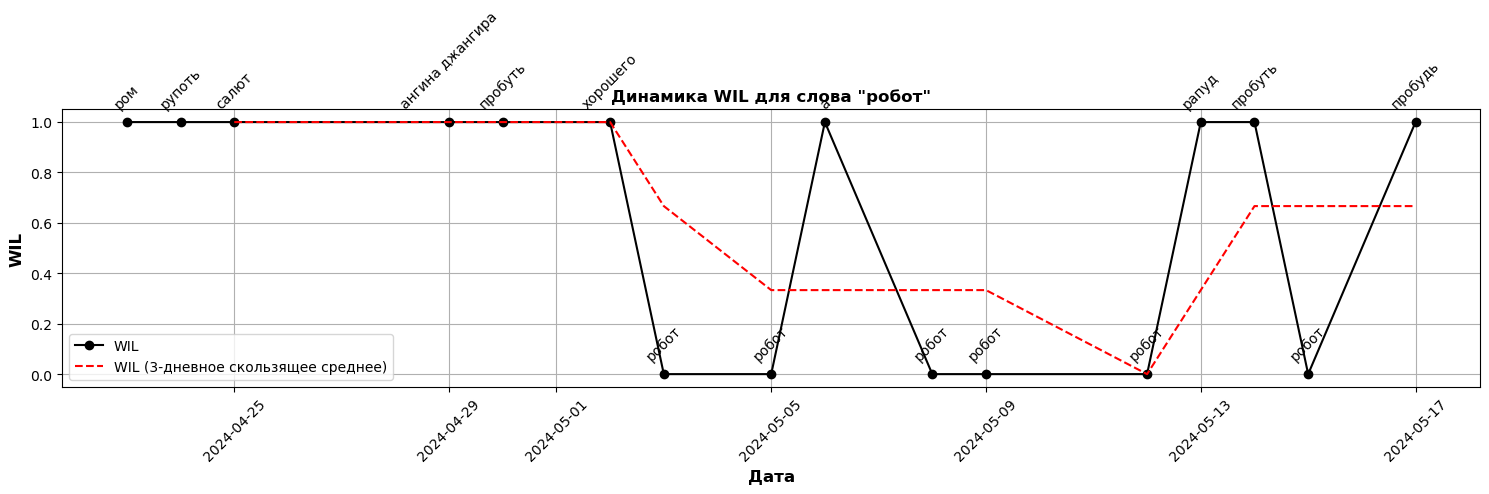 ром
рупоть
салют
ангина джангира
пробуть
хорошего
а
рапуд
пробуть
пробудь
Динамика WIL для слова "робот"
WIL
1.0
0.8
0.6
0.4
0.2
0.0
робот
робот
робот
робот
робот
робот
WIL
WIL (3-дневное скользящее среднее)
2024-04-25
2024-04-29
2024-05-01
2024-05-05
2024-05-09
2024-05-13
2024-05-17
Дата